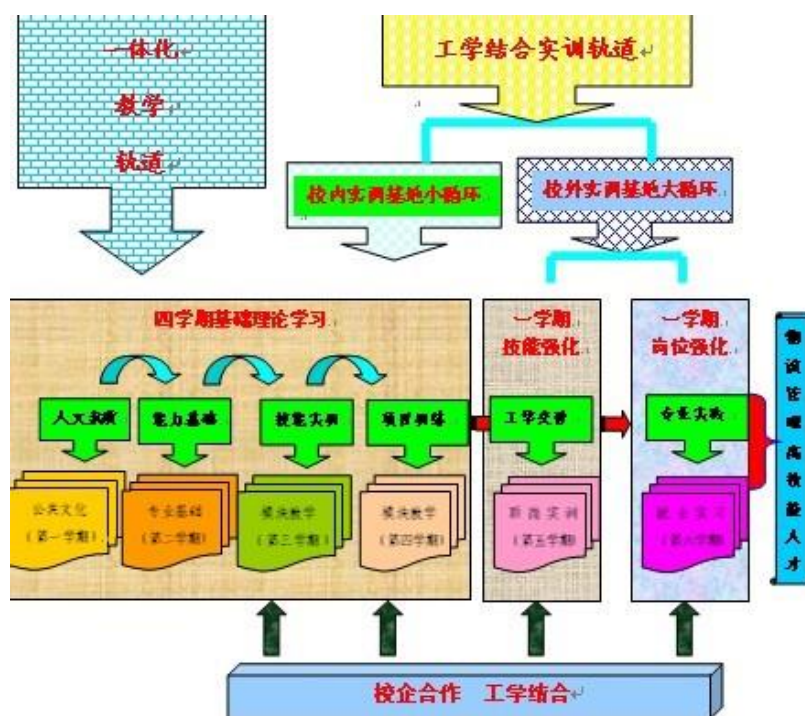 一体化
教学
轨道
工学结合实训轨道
校内实训基地小循环
校外实训基地大循环
四学期基础理论学习
一学期
技能强化
一学期
岗位强化
人文素质
能力基础
技能实训
项目训练
工学交替
专业实践
公共文化
(第一学期)
专业基础
(第二学期)
模块教学
(第三学期)
模块教学
(第四学期)
实训
(第五学期)
就业实习
(第六学期)
管理高技能人才
校企合作 工学结合